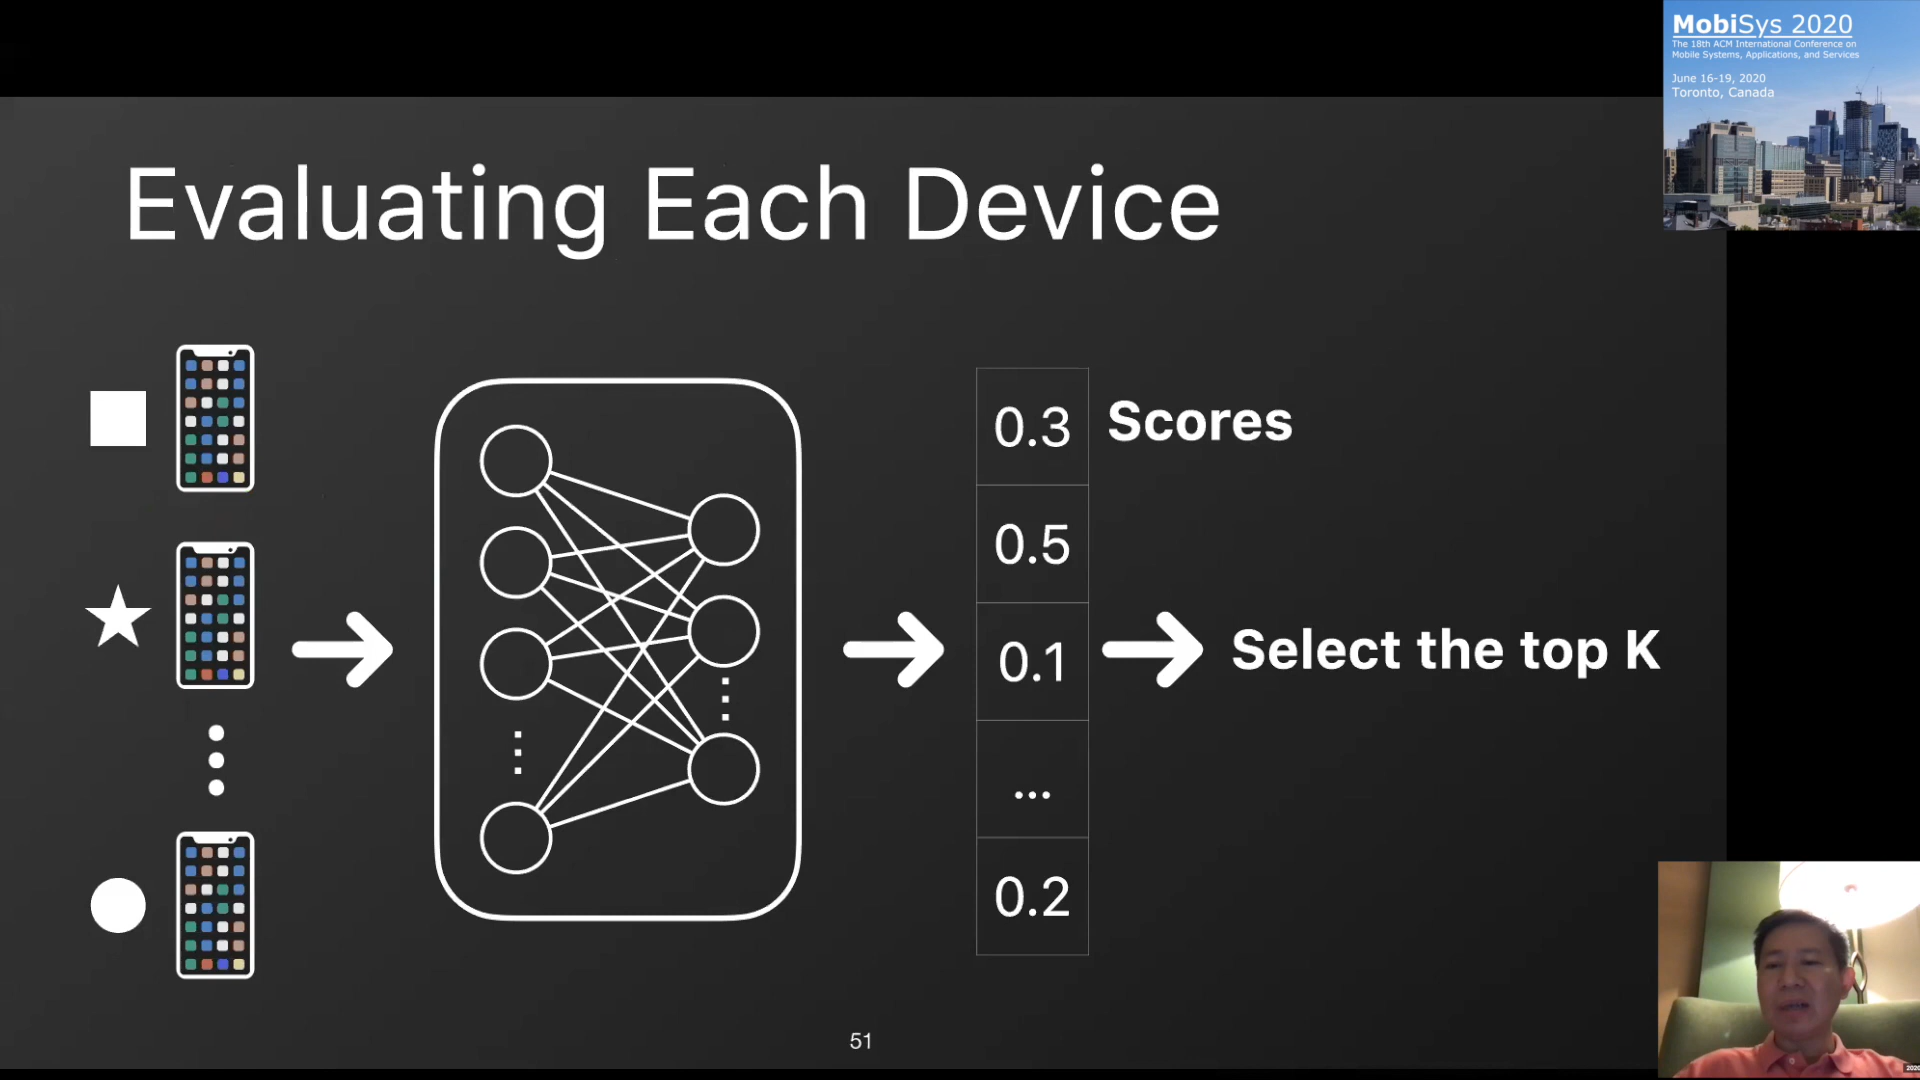 MobiSys 2020
The 18th ACM International Conference on
Mobile Systems, Applications, and Services
June 16-19, 2020
Toronto, Canada
Evaluating Each Device
0.3
Scores
0.5
0.1
Select the top K
...
0.2
51
2020